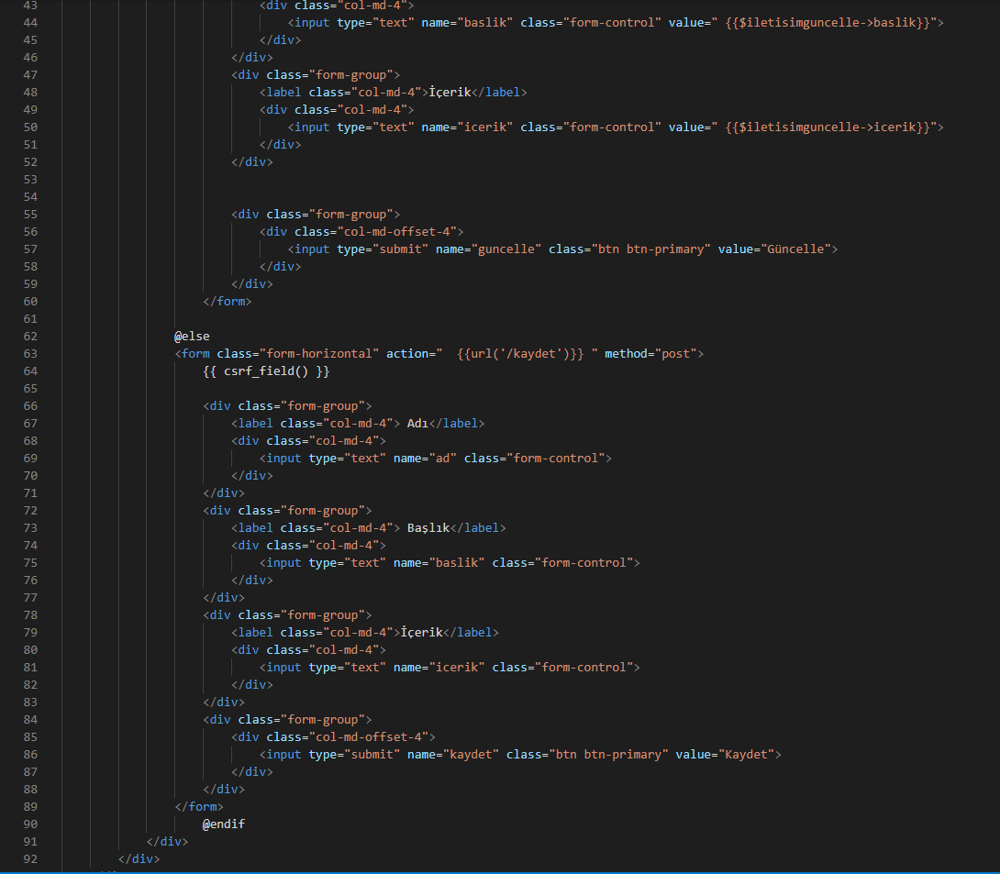 43 <div class="col-md-4">
44 <input type="text" name="baslik" class="form-control" value=" {{$iletisimguncelle->baslik}}">
45 </div>
46 </div>
47 <div class="form-group">
48 <label class="col-md-4">İçerik</label>
49 <div class="col-md-4">
50 <input type="text" name="icerik" class="form-control" value=" {{$iletisimguncelle->icerik}}">
51 </div>
52 </div>
53
54
55 <div class="form-group">
56 <div class="col-md-offset-4">
57 <input type="submit" name="guncelle" class="btn btn-primary" value="Güncelle">
58 </div>
59 </div>
60 </form>
61
62 @else
63 <form class="form-horizontal" action="  {{url('/kaydet')}} " method="post">
64 {{ csrf_field() }}
65
66 <div class="form-group">
67 <label class="col-md-4"> Adı</label>
68 <div class="col-md-4">
69 <input type="text" name="ad" class="form-control">
70 </div>
71 </div>
72 <div class="form-group">
73 <label class="col-md-4"> Başlık</label>
74 <div class="col-md-4">
75 <input type="text" name="baslik" class="form-control">
76 </div>
77 </div>
78 <div class="form-group">
79 <label class="col-md-4">İçerik</label>
80 <div class="col-md-4">
81 <input type="text" name="icerik" class="form-control">
82 </div>
83 </div>
84 <div class="form-group">
85 <div class="col-md-offset-4">
86 <input type="submit" name="kaydet" class="btn btn-primary" value="Kaydet">
87 </div>
88 </div>
89 </form>
90 @endif
91 </div>
92 </div>